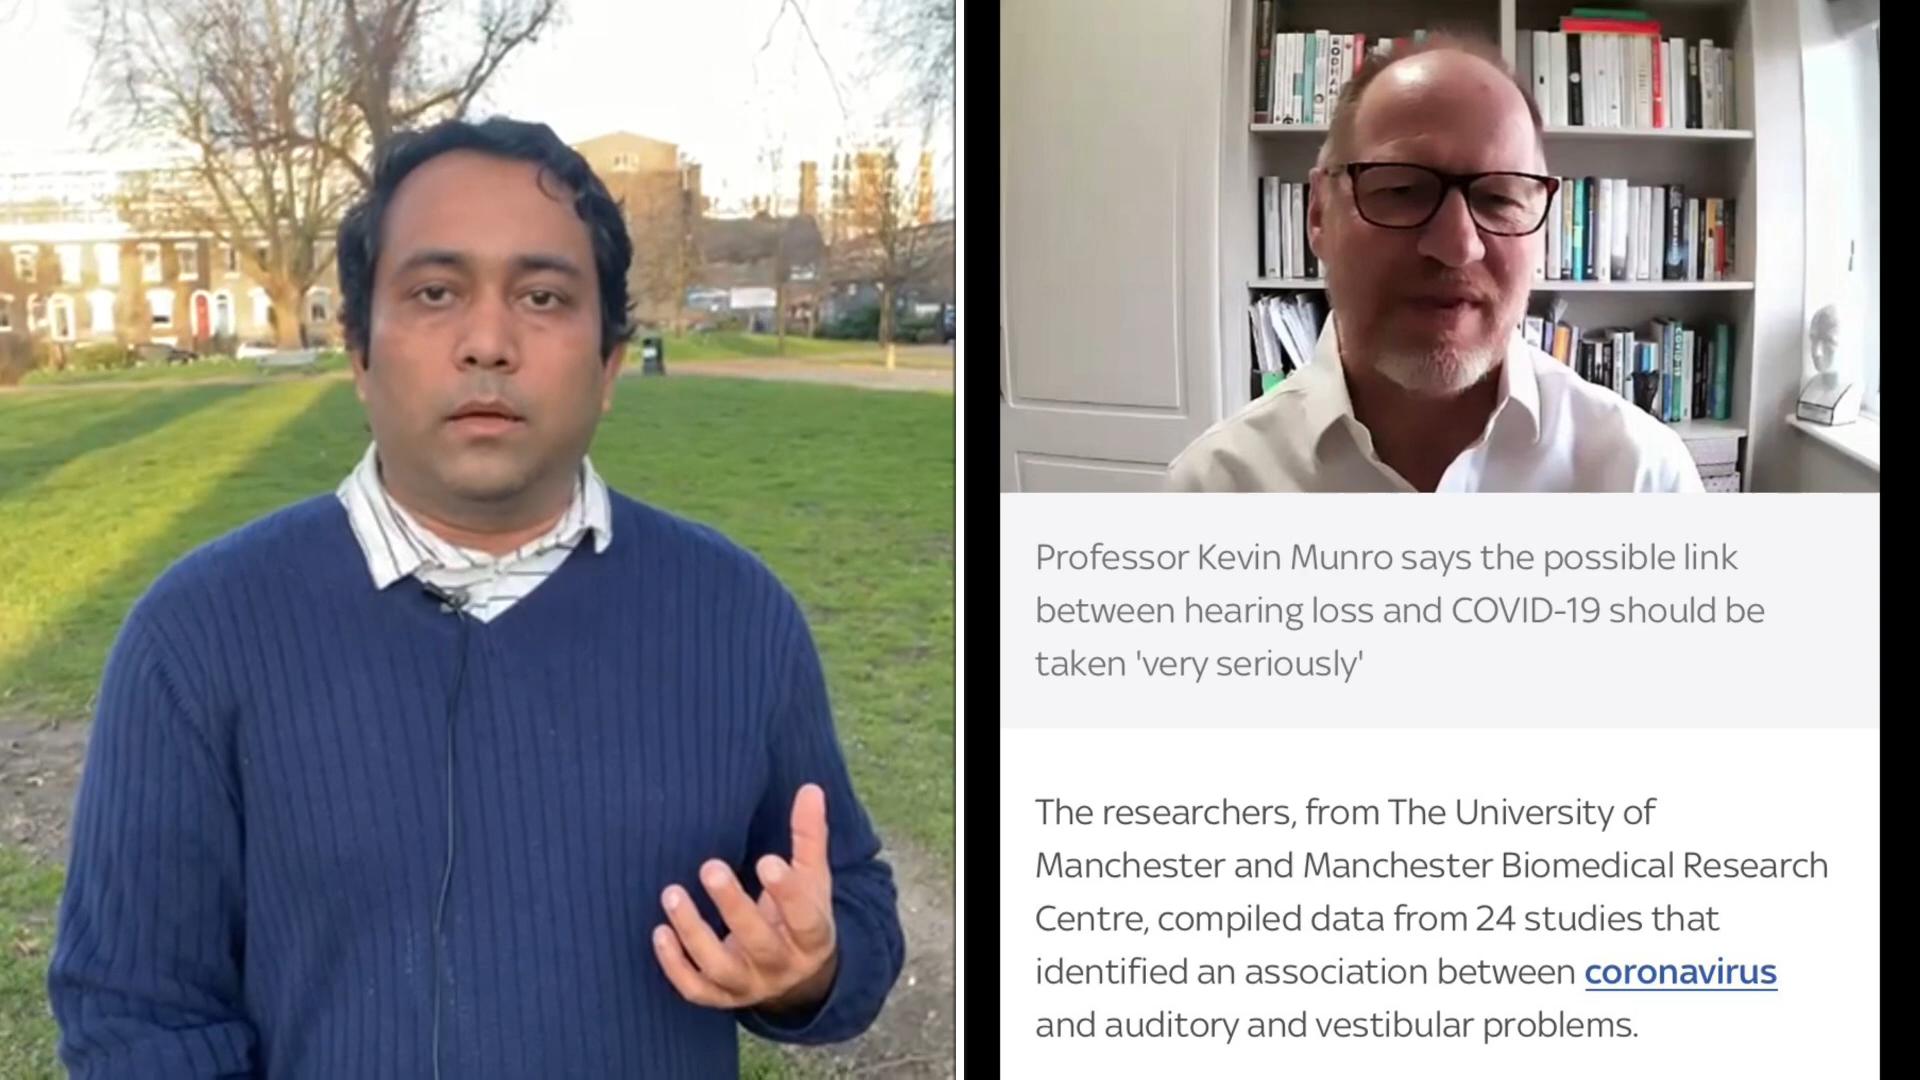 RODHAM
Professor Kevin Munro says the possible link
between hearing loss and COVID-19 should be
taken 'very seriously'
The researchers, from The University of
Manchester and Manchester Biomedical Research
Centre, compiled data from 24 studies that
identified an association between coronavirus
and auditory and vestibular problems.